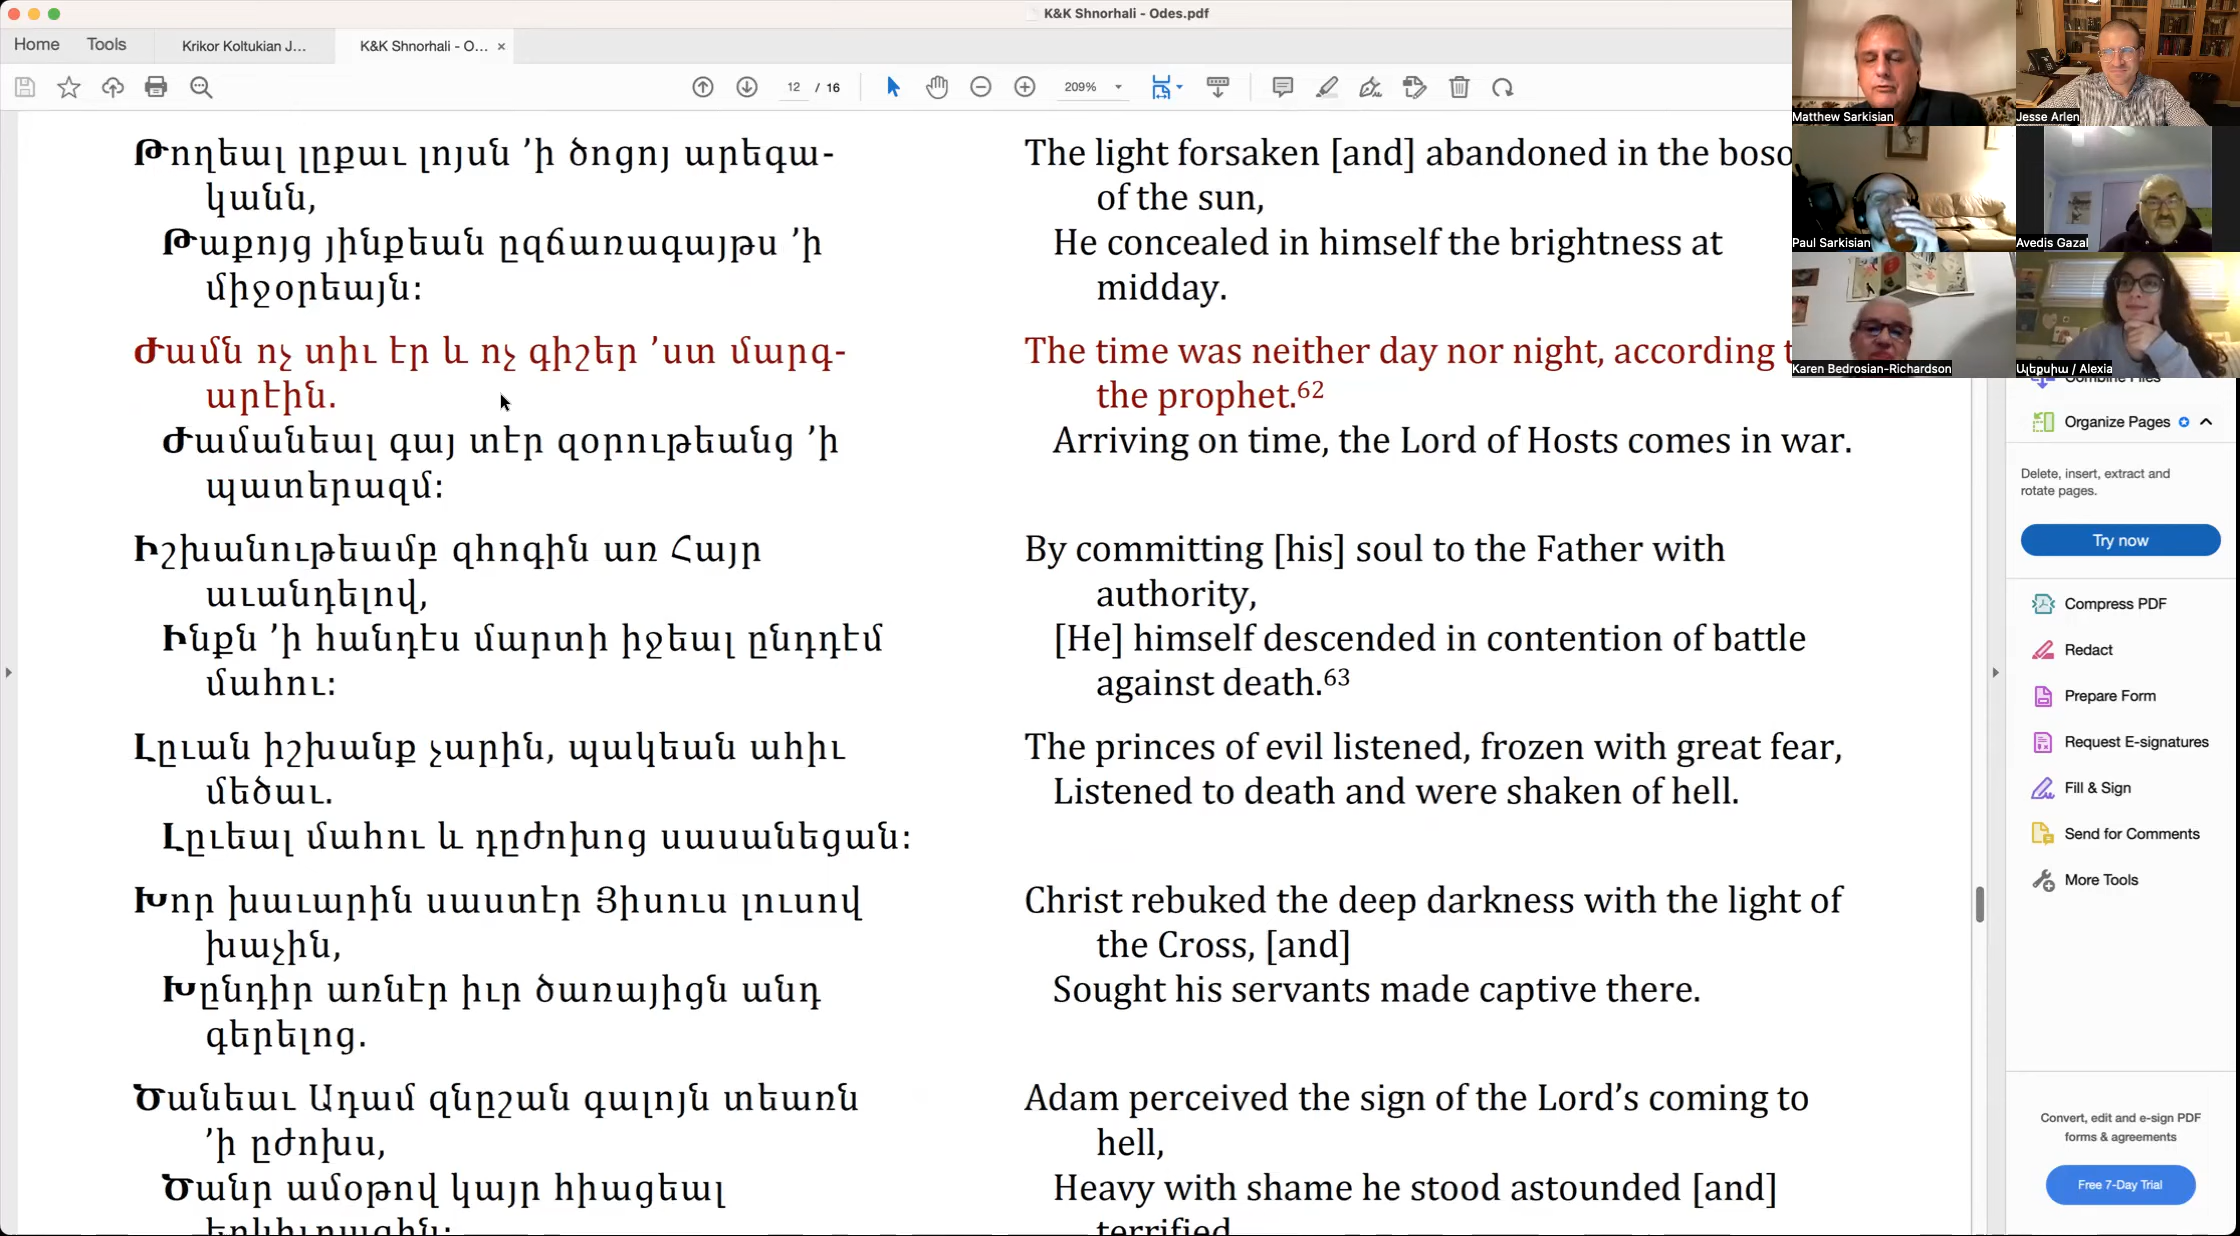 K&K Shnorhali - Odes.pdf
Home
Tools
Krikor Koltukian J...
K&K Shnorhali - O...
12 / 16
209%
Թողեալ լըքաւ լոյսն ’ի ծոցոյ արեգա-
կանն,
Թաքոյց յինքեան ըզճառագայթս ’ի
միջօրեայն։
Ժամն ոչ տիւ էր և ոչ գիշեր ’ստ մարգ-
արէին.
Ժամանեալ գայ տէր զօրութեանց ’ի
պատերազմ։
Իշխանութեամբ զհոգին առ Հայր
աւանդելով,
Ինքն ’ի հանդէս մարտի իջեալ ընդդէմ
մահու։
Լըւան իշխանք չարին, պակեան ահիւ
մեծաւ.
Լըւեալ մահու և դըժոխոց սասանեցան։
Խոր խաւարին սաստէր Յիսուս լուսով
խաչին,
Խընդիր առնէր իւր ծառայիցն անդ
գերելոց.
Ծանեաւ Ադամ զնըշան գալոյն տեառն
’ի ըժոխս,
Ծանր ամօթով կայր հիացեալ
The light forsaken [and] abandoned in the boso
of the sun,
He concealed in himself the brightness at
midday.
The time was neither day nor night, according t
the prophet.62
Arriving on time, the Lord of Hosts comes in war.
By committing [his] soul to the Father with
authority,
[He] himself descended in contention of battle
against death.63
The princes of evil listened, frozen with great fear,
Listened to death and were shaken of hell.
Christ rebuked the deep darkness with the light of
the Cross, [and]
Sought his servants made captive there.
Adam perceived the sign of the Lord’s coming to
hell,
Heavy with shame he stood astounded [and]
terrified
Matthew Sarkisian
Jesse Arlen
Paul Sarkisian
Avedis Gazal
Karen Bedrosian-Richardson
Ալեքսիա / Alexia
Combine Files
Organize Pages
Delete, insert, extract and
rotate pages.
Try now
Compress PDF
Redact
Prepare Form
Request E-signatures
Fill & Sign
Send for Comments
More Tools
Convert, edit and e-sign PDF
forms & agreements
Free 7-Day Trial